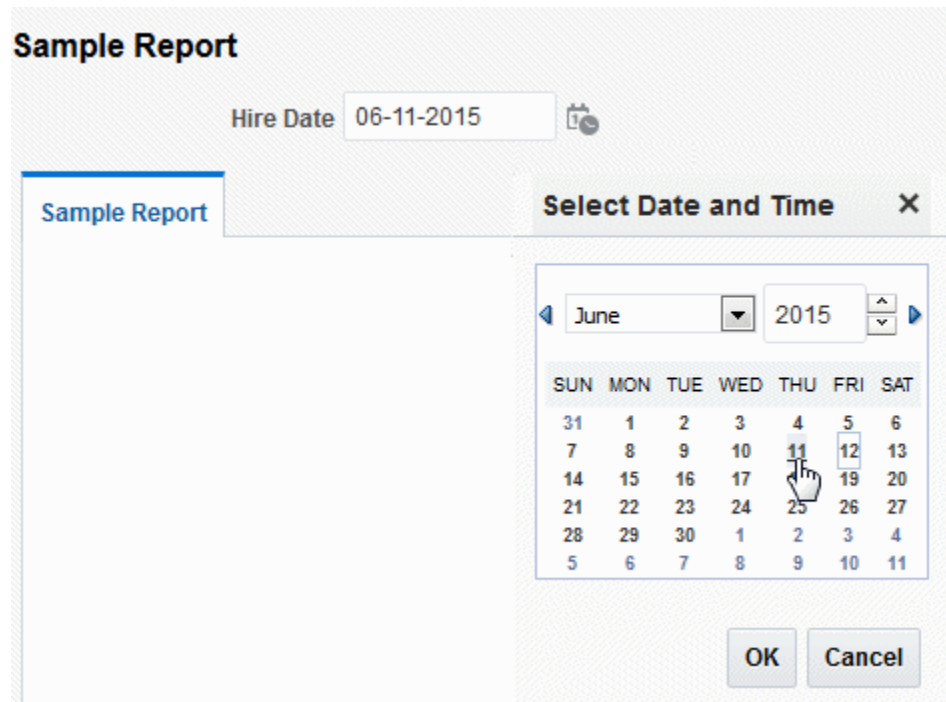 Sample Report
Hire Date 06-11-2015
Sample Report
Select Date and Time
June 2015
SUN MON TUE WED THU FRI SAT
31 1 2 3 4 5 6
7 8 9 10 11 12 13
14 15 16 17 19 20
21 22 23 24 25 26 27
28 29 30 1 2 3 4
5 6 7 8 9 10 11
OK Cancel